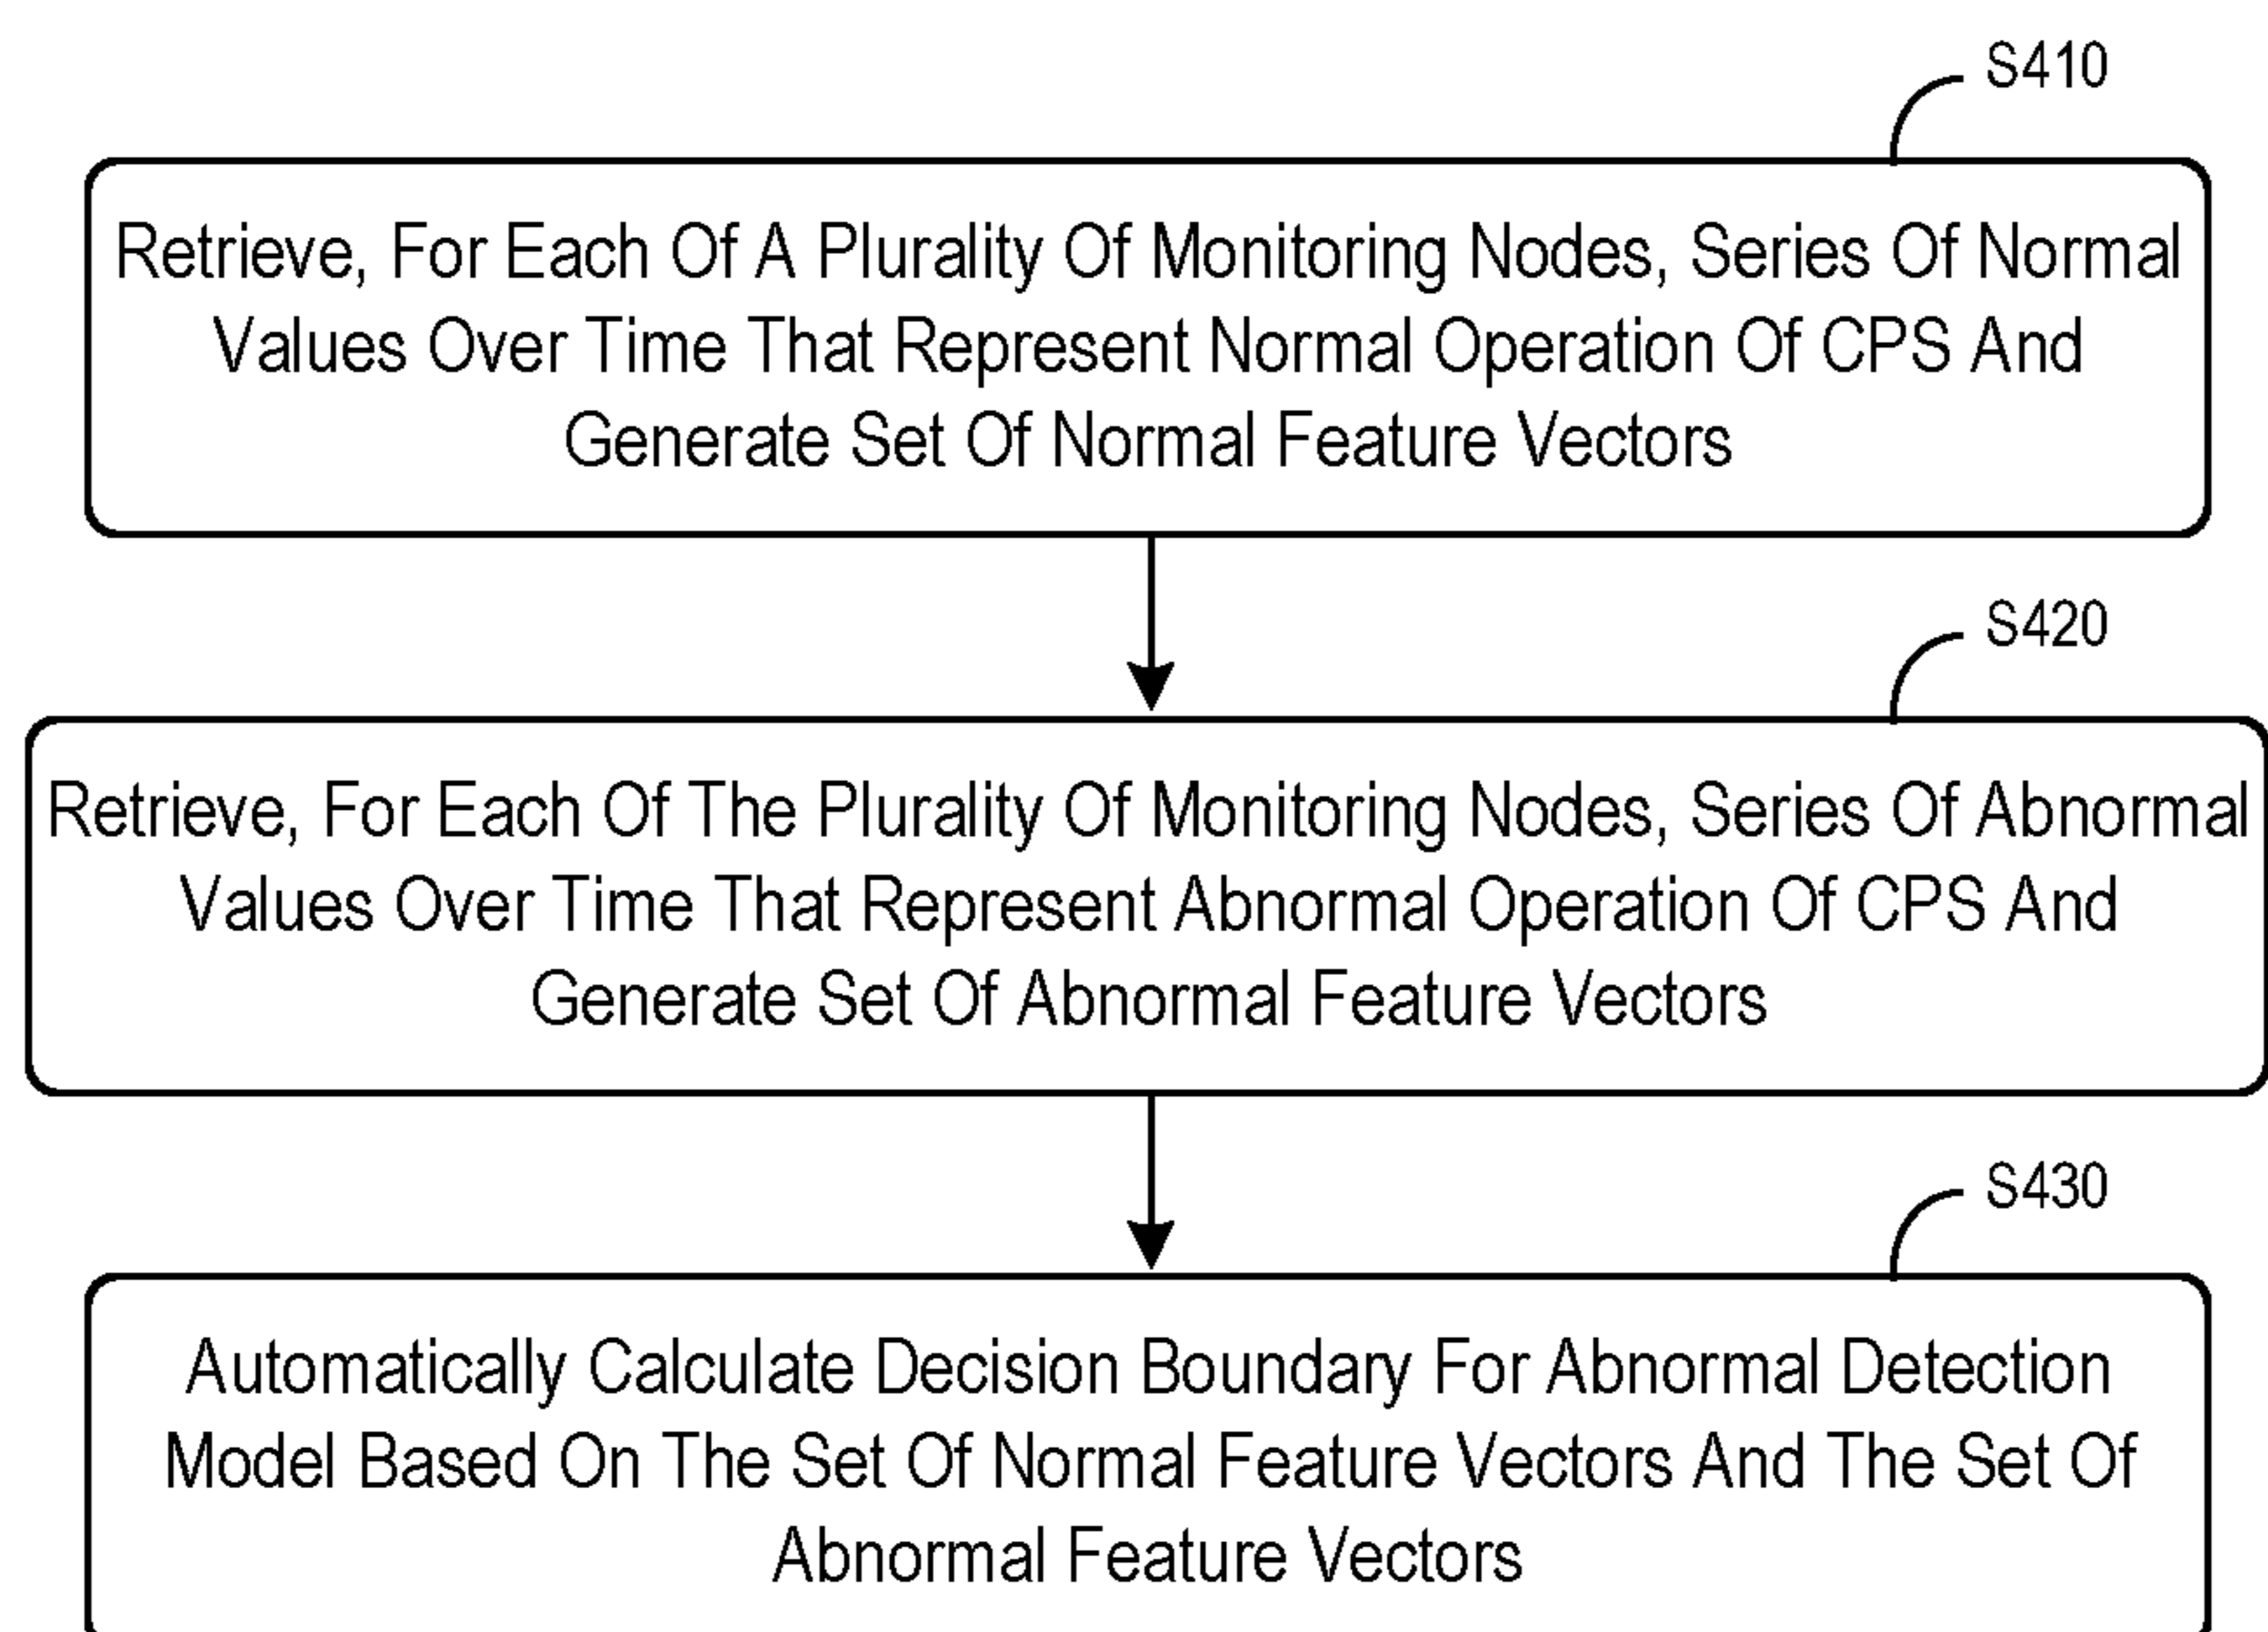 S410
Retrieve, For Each Of A Plurality Of Monitoring Nodes, Series Of Normal
Values Over Time That Represent Normal Operation Of CPS And
Generate Set Of Normal Feature Vectors
S420
Retrieve, For Each Of The Plurality Of Monitoring Nodes, Series Of Abnormal
Values Over Time That Represent Abnormal Operation Of CPS And
Generate Set Of Abnormal Feature Vectors
S430
Automatically Calculate Decision Boundary For Abnormal Detection
Model Based On The Set Of Normal Feature Vectors And The Set Of
Abnormal Feature Vectors